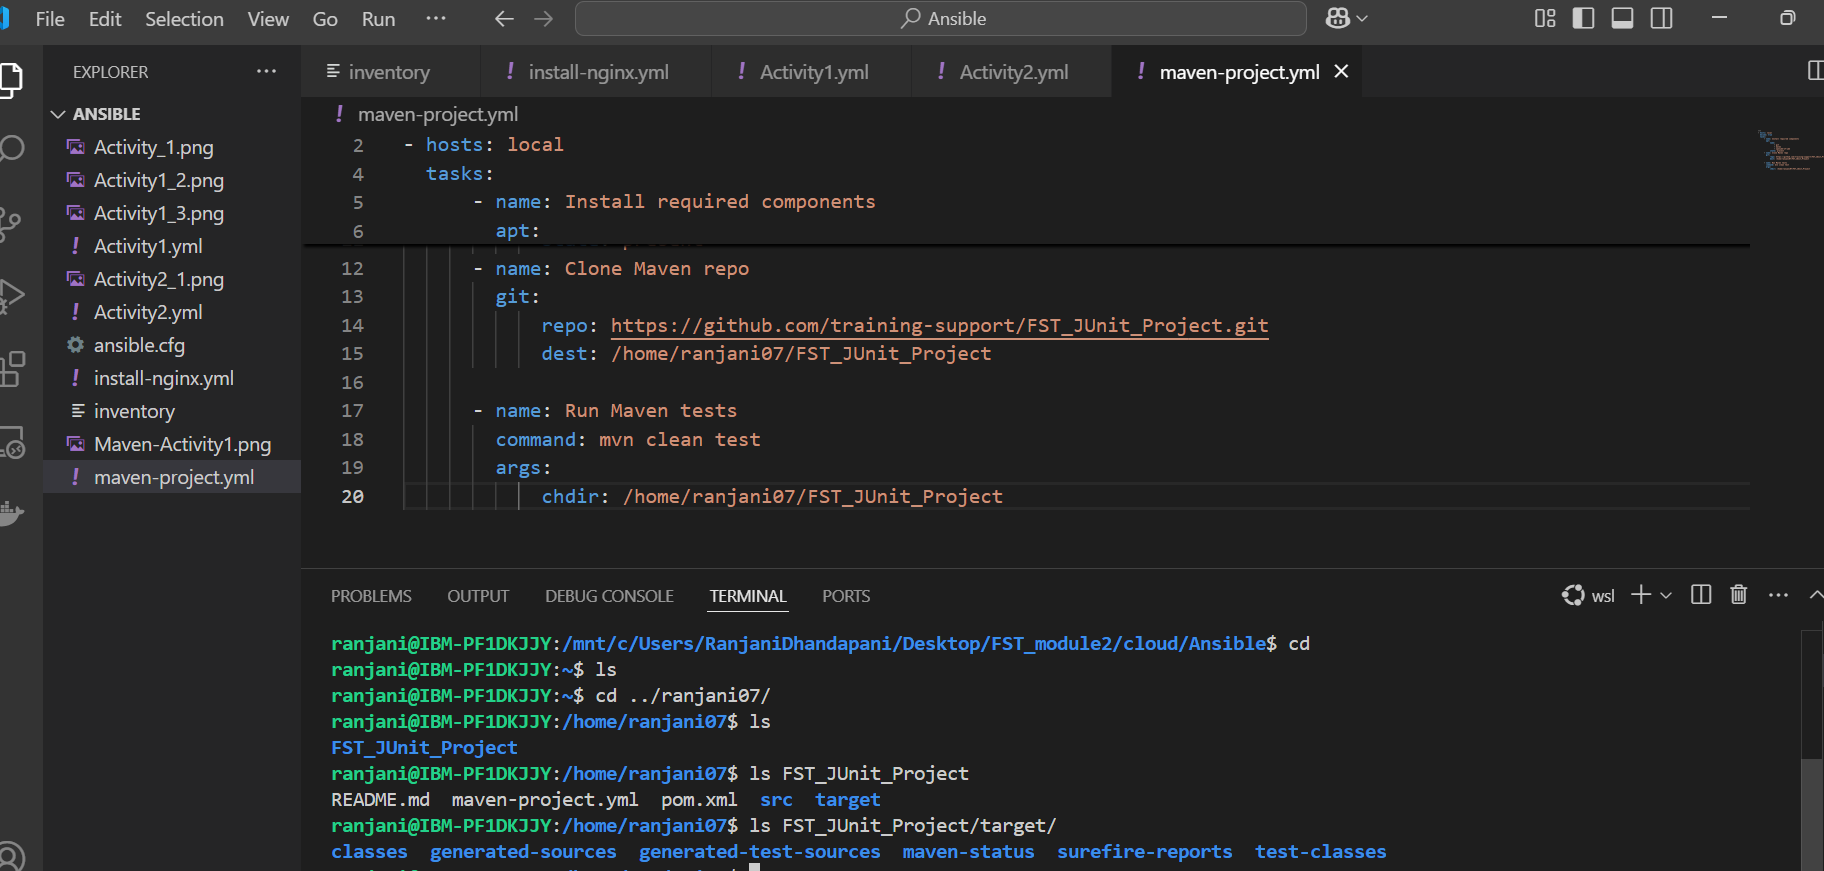 File Edit Selection View Go Run ··· Ansible
EXPLORER ···
ANSIBLE
Activity_1.png
Activity1_2.png
Activity1_3.png
! Activity1.yml
Activity2_1.png
! Activity2.yml
ansible.cfg
! install-nginx.yml
inventory
Maven-Activity1.png
! maven-project.yml
inventory ! install-nginx.yml ! Activity1.yml ! Activity2.yml ! maven-project.yml
! maven-project.yml
2 - hosts: local
4 tasks:
5 - name: Install required components
6 apt:
12 - name: Clone Maven repo
13 git:
14 repo: https://github.com/training-support/FST_JUnit_Project.git
15 dest: /home/ranjani07/FST_JUnit_Project
16
17 - name: Run Maven tests
18 command: mvn clean test
19 args:
20 chdir: /home/ranjani07/FST_JUnit_Project
PROBLEMS OUTPUT DEBUG CONSOLE TERMINAL PORTS wsl
ranjani@IBM-PF1DKJJY:/mnt/c/Users/RanjaniDhandapani/Desktop/FST_module2/cloud/Ansible$ cd
ranjani@IBM-PF1DKJJY:~$ ls
ranjani@IBM-PF1DKJJY:~$ cd ../ranjani07/
ranjani@IBM-PF1DKJJY:/home/ranjani07$ ls
FST_JUnit_Project
ranjani@IBM-PF1DKJJY:/home/ranjani07$ ls FST_JUnit_Project
README.md maven-project.yml pom.xml src target
ranjani@IBM-PF1DKJJY:/home/ranjani07$ ls FST_JUnit_Project/target/
classes generated-sources generated-test-sources maven-status surefire-reports test-classes